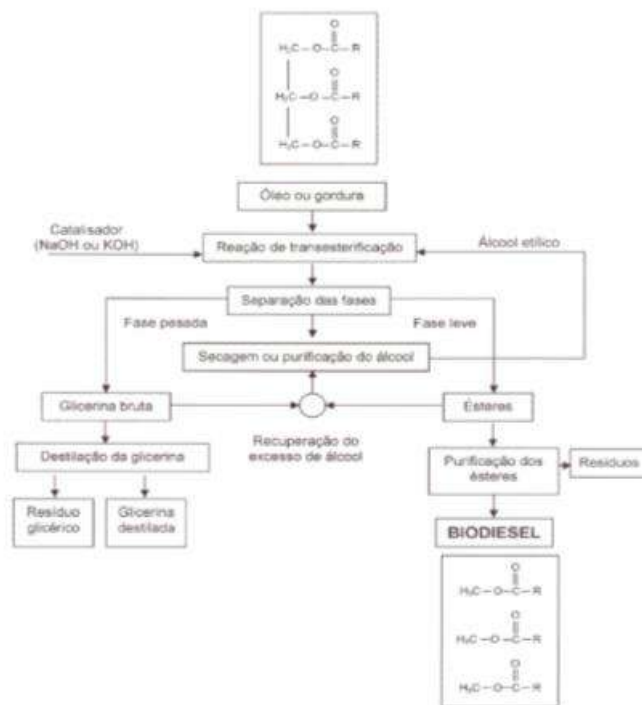 O
H₂C—O—C—R
O
H₂C—O—C—R
O
H₂C—O—C—R
Óleo ou gordura
Catalisador
(NaOH ou KOH)
Reação de transesterificação
Álcool etílico
Separação das fases
Fase pesada
Fase leve
Secagem ou purificação do álcool
Glicerina bruta
Ésteres
Recuperação do
excesso de álcool
Destilação da glicerina
Purificação dos
ésteres
Resíduos
Resíduo
glicérico
Glicerina
destilada
BIODIESEL
O
H₃C—O—C—R
O
H₃C—O—C—R
O
H₃C—O—C—R